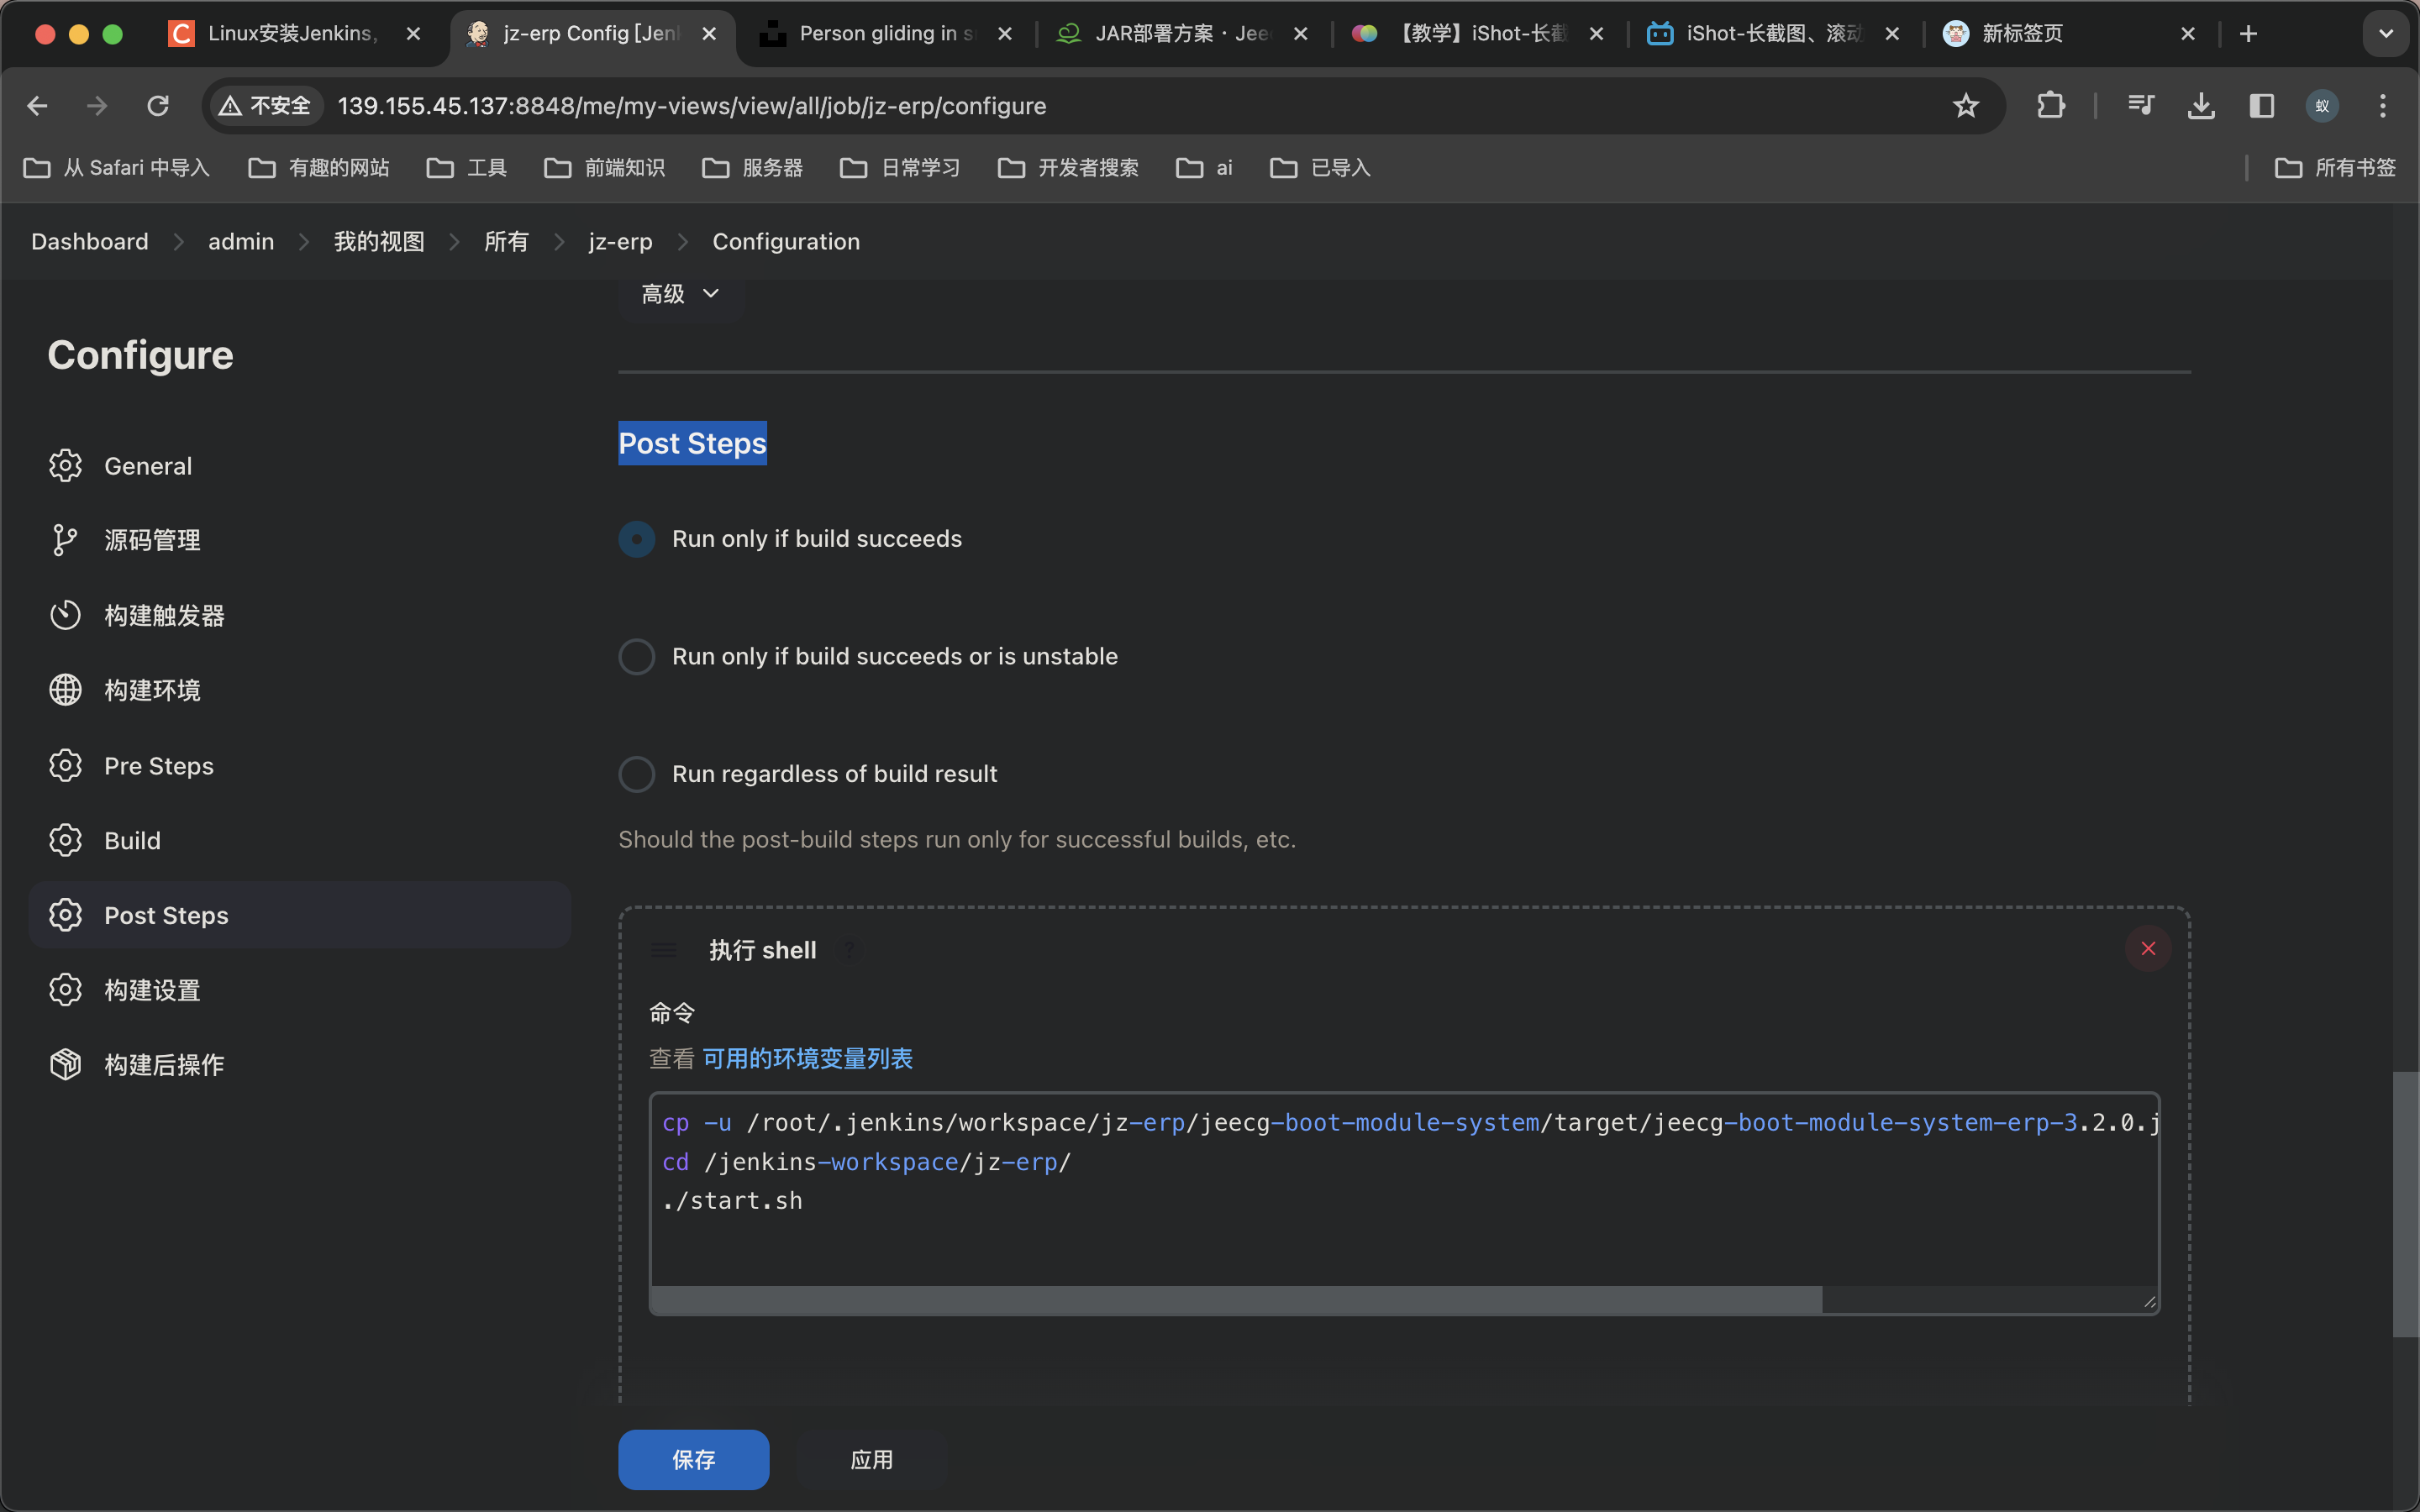 Linux安装Jenkins,
jz-erp Config [Jen
Person gliding in s
JAR部署方案 · Jee
【教学】iShot-长截
iShot-长截图、滚动
新标签页
不安全
139.155.45.137:8848/me/my-views/view/all/job/jz-erp/configure
蚁
从 Safari 中导入
有趣的网站
工具
前端知识
服务器
日常学习
开发者搜索
ai
已导入
所有书签
Dashboard
admin
我的视图
所有
jz-erp
Configuration
高级
Configure
General
源码管理
构建触发器
构建环境
Pre Steps
Build
Post Steps
构建设置
构建后操作
Post Steps
Run only if build succeeds
Run only if build succeeds or is unstable
Run regardless of build result
Should the post-build steps run only for successful builds, etc.
执行 shell ?
命令
查看 可用的环境变量列表
cp -u /root/.jenkins/workspace/jz-erp/jeecg-boot-module-system/target/jeecg-boot-module-system-erp-3.2.0.j
cd /jenkins-workspace/jz-erp/
./start.sh
保存
应用